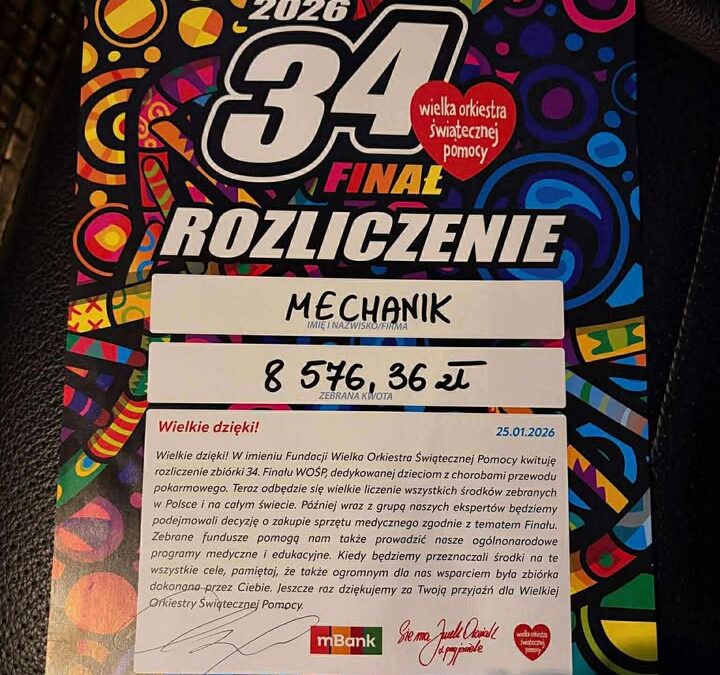 2026
34
wielka orkiestra
świątecznej
pomocy
FINAŁ
ROZLICZENIE
MECHANIK
IMIĘ I NAZWISKO/FIRMA
8 576,36 zł
ZEBRANA KWOTA
Wielkie dzięki!
25.01.2026
Wielkie dzięki! W imieniu Fundacji Wielka Orkiestra Świątecznej Pomocy kwituję
rozliczenie zbiórki 34. Finału WOŚP, dedykowanej dzieciom z chorobami przewodu
pokarmowego. Teraz odbędzie się wielkie liczenie wszystkich środków zebranych
w Polsce i na całym świecie. Później wraz z grupą naszych ekspertów będziemy
podejmowali decyzję o zakupie sprzętu medycznego zgodnie z tematem Finału.
Zebrane fundusze pomogą nam także prowadzić nasze ogólnonarodowe
programy medyczne i edukacyjne. Kiedy będziemy przeznaczali środki na te
wszystkie cele, pamiętaj, że także ogromnym dla nas wsparciem była zbiórka
dokonana przez Ciebie. Jeszcze raz dziękujemy za Twoją przyjaźń dla Wielkiej
Orkiestry Świątecznej Pomocy.
mBank
Sie ma Jurek Owsiak
z przyjaciele
wielka orkiestra
świątecznej
pomocy